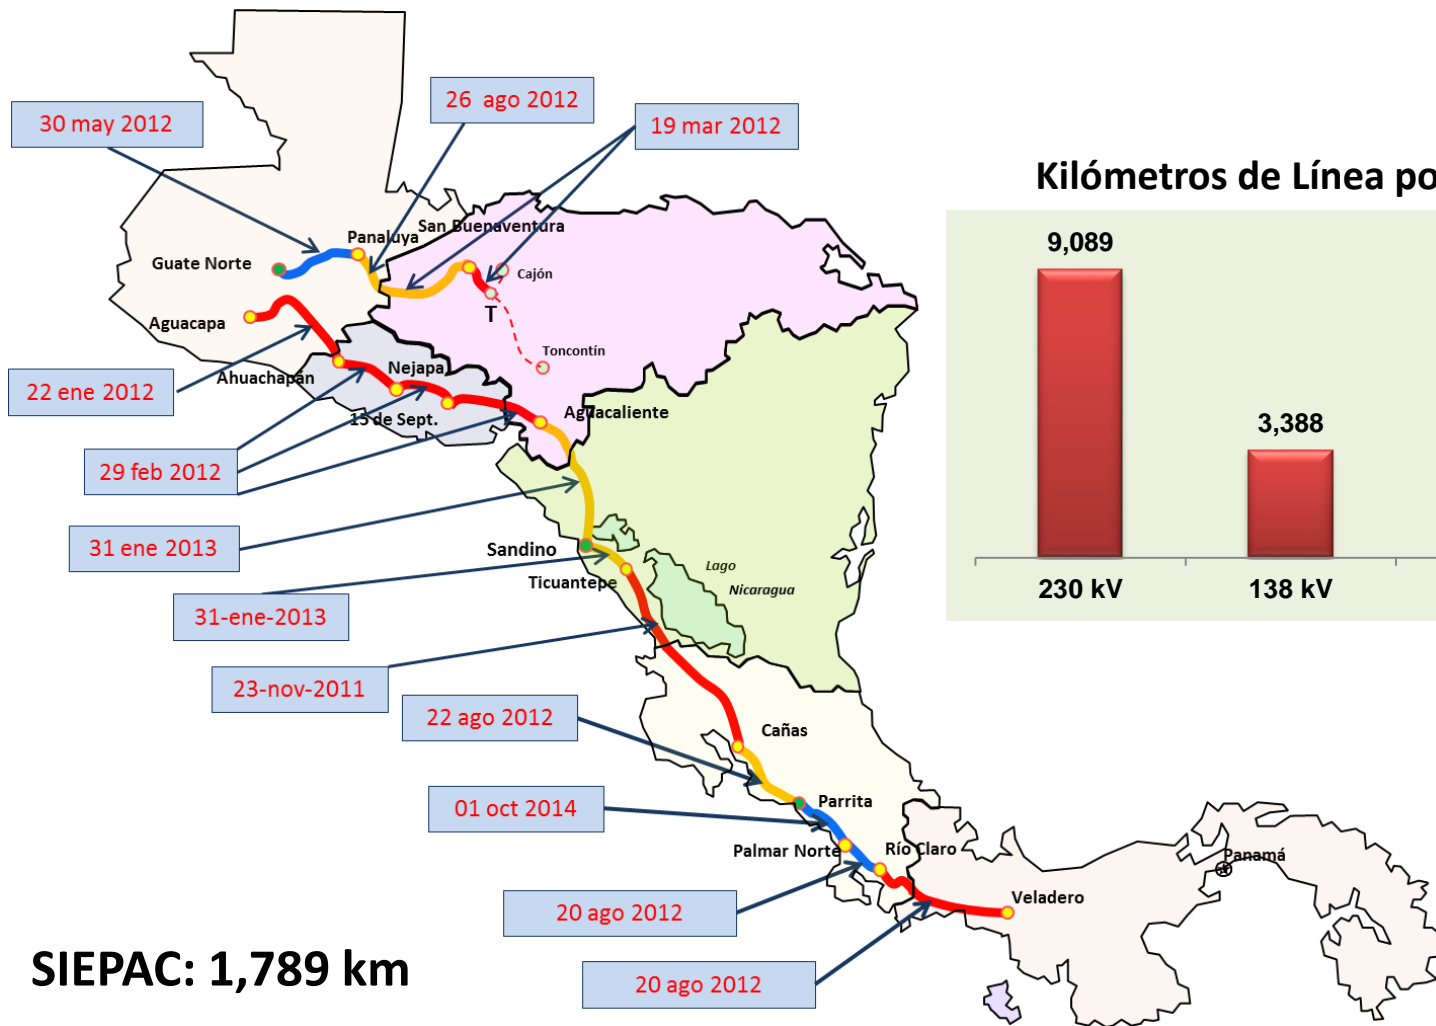 26 ago 2012
30 may 2012
19 mar 2012
Kilómetros de Línea po
San Buenaventura
Panaluya
Guate Norte
Cajón
9,089
T
Aguacapa
Toncontín
Nejapa
Ahuachapán
22 ene 2012
Aguacaliente
15 de Sept.
3,388
29 feb 2012
31 ene 2013
Sandino
Lago
Nicaragua
Ticuantepe
230 kV
138 kV
31-ene-2013
23-nov-2011
22 ago 2012
Cañas
01 oct 2014
Parrita
Palmar Norte
Río Claro
Panamá
Veladero
20 ago 2012
SIEPAC: 1,789 km
20 ago 2012